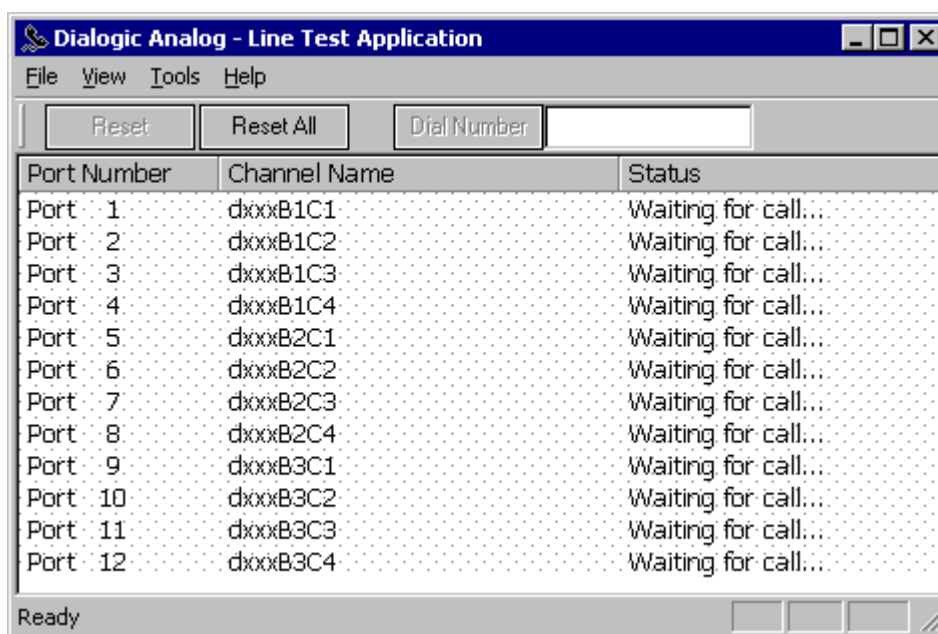 Dialogic Analog - Line Test Application
File View Tools Help
Reset Reset All Dial Number
Port Number Channel Name Status
Port 1 dxxxB1C1 Waiting for call...
Port 2 dxxxB1C2 Waiting for call...
Port 3 dxxxB1C3 Waiting for call...
Port 4 dxxxB1C4 Waiting for call...
Port 5 dxxxB2C1 Waiting for call...
Port 6 dxxxB2C2 Waiting for call...
Port 7 dxxxB2C3 Waiting for call...
Port 8 dxxxB2C4 Waiting for call...
Port 9 dxxxB3C1 Waiting for call...
Port 10 dxxxB3C2 Waiting for call...
Port 11 dxxxB3C3 Waiting for call...
Port 12 dxxxB3C4 Waiting for call...
Ready